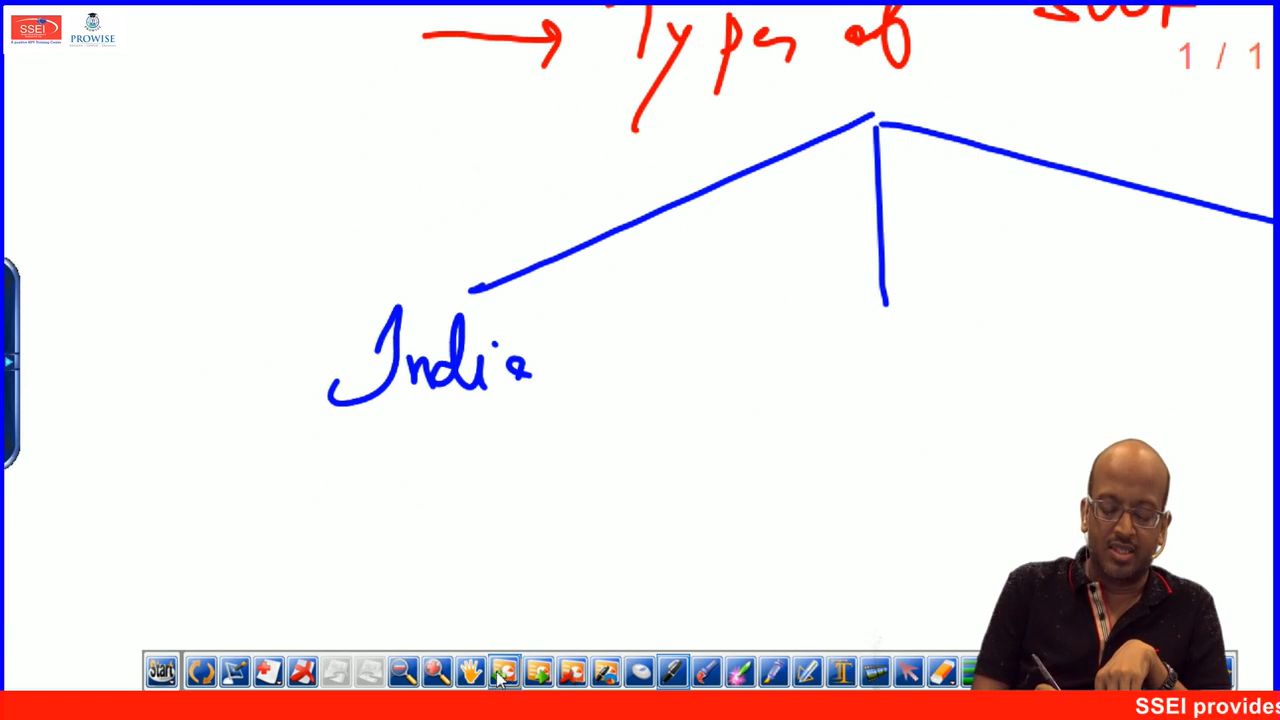 SSEI
PROWISE
→ Types of
1 / 1
India
Start
SSEI provides